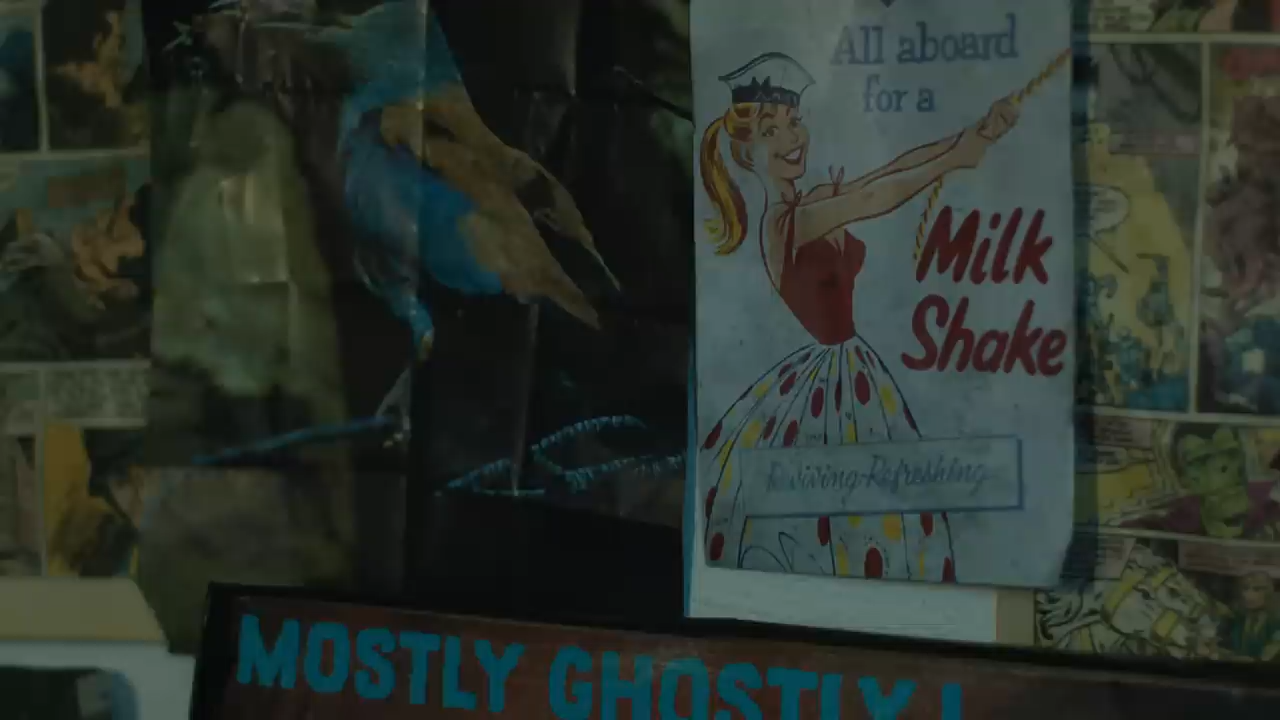 All aboard
for a
Milk
Shake
Reviving-Refreshing
MOSTLY GHOSTLY!